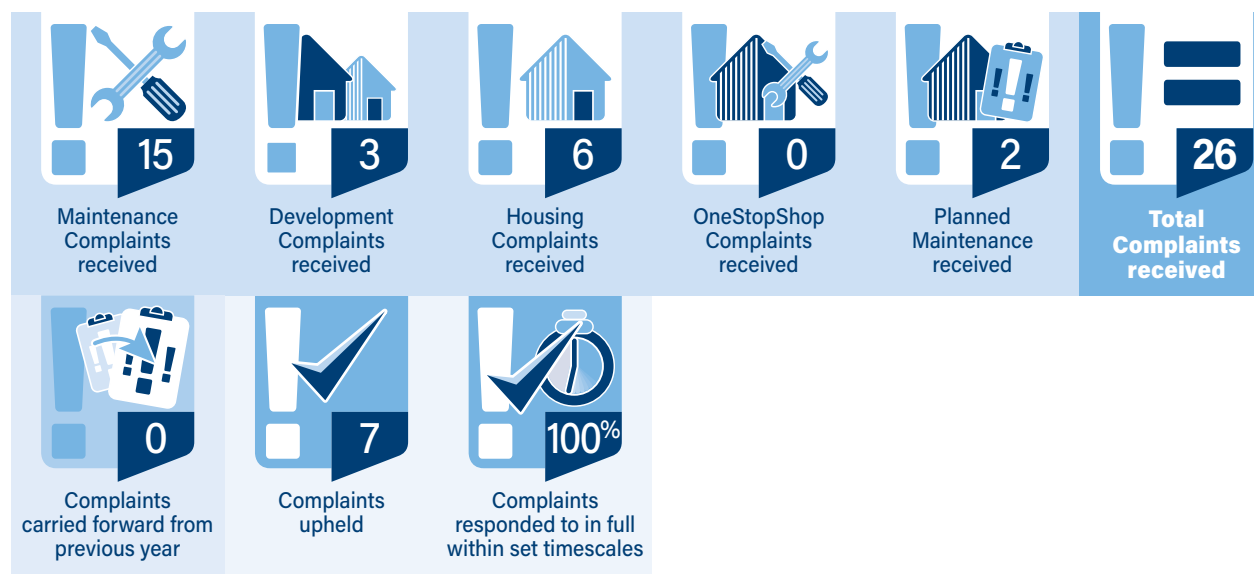 15
Maintenance
Complaints
received
3
Development
Complaints
received
6
Housing
Complaints
received
0
OneStopShop
Complaints
received
2
Planned
Maintenance
received
26
Total
Complaints
received
0
Complaints
carried forward from
previous year
7
Complaints
upheld
100%
Complaints
responded to in full
within set timescales